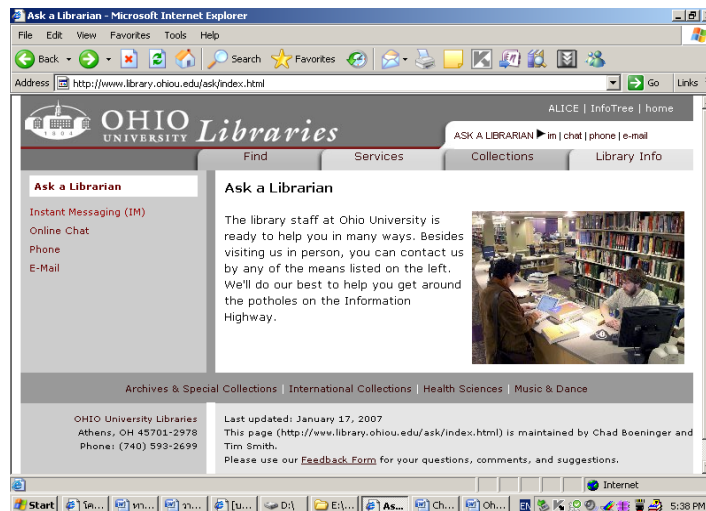 Ask a Librarian - Microsoft Internet Explorer
File Edit View Favorites Tools Help
Back Search Favorites
Address http://www.library.ohiou.edu/ask/index.html Go Links
ALICE | InfoTree | home
OHIO UNIVERSITY Libraries
1804
ASK A LIBRARIAN im | chat | phone | e-mail
Find Services Collections Library Info
Ask a Librarian
Instant Messaging (IM)
Online Chat
Phone
E-Mail
Ask a Librarian
The library staff at Ohio University is
ready to help you in many ways. Besides
visiting us in person, you can contact us
by any of the means listed on the left.
We'll do our best to help you get around
the potholes on the Information
Highway.
Archives & Special Collections | International Collections | Health Sciences | Music & Dance
OHIO University Libraries
Athens, OH 45701-2978
Phone: (740) 593-2699
Last updated: January 17, 2007
This page (http://www.library.ohiou.edu/ask/index.html) is maintained by Chad Boeninger and
Tim Smith.
Please use our Feedback Form for your questions, comments, and suggestions.
Internet
Start [u... D:\ E:\... As... Ch... Oh... EN 5:38 PM